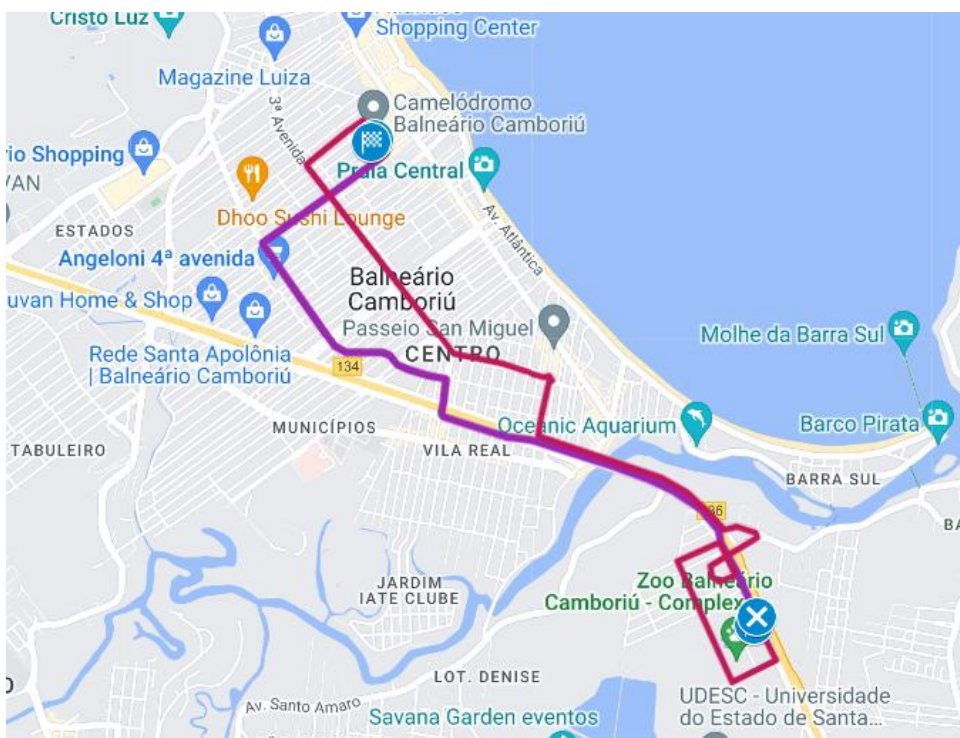 Cristo Luz
Shopping Center
Magazine Luiza
3ª Avenida
Camelódromo
Balneário Camboriú
rio Shopping
VAN
Praia Central
Dhoo Sushi Lounge
ESTADOS
Av. Atlântica
Angeloni 4ª avenida
Balneário
Camboriú
uvan Home & Shop
Passeio San Miguel
Molhe da Barra Sul
CENTRO
Rede Santa Apolônia
| Balneário Camboriú
134
Oceanic Aquarium
Barco Pirata
MUNICÍPIOS
TABULEIRO
VILA REAL
BARRA SUL
BA
JARDIM
IATE CLUBE
Zoo Balneário
Camboriú - Complex
LOT. DENISE
UDESC - Universidade
do Estado de Santa...
Av. Santo Amaro
Savana Garden eventos